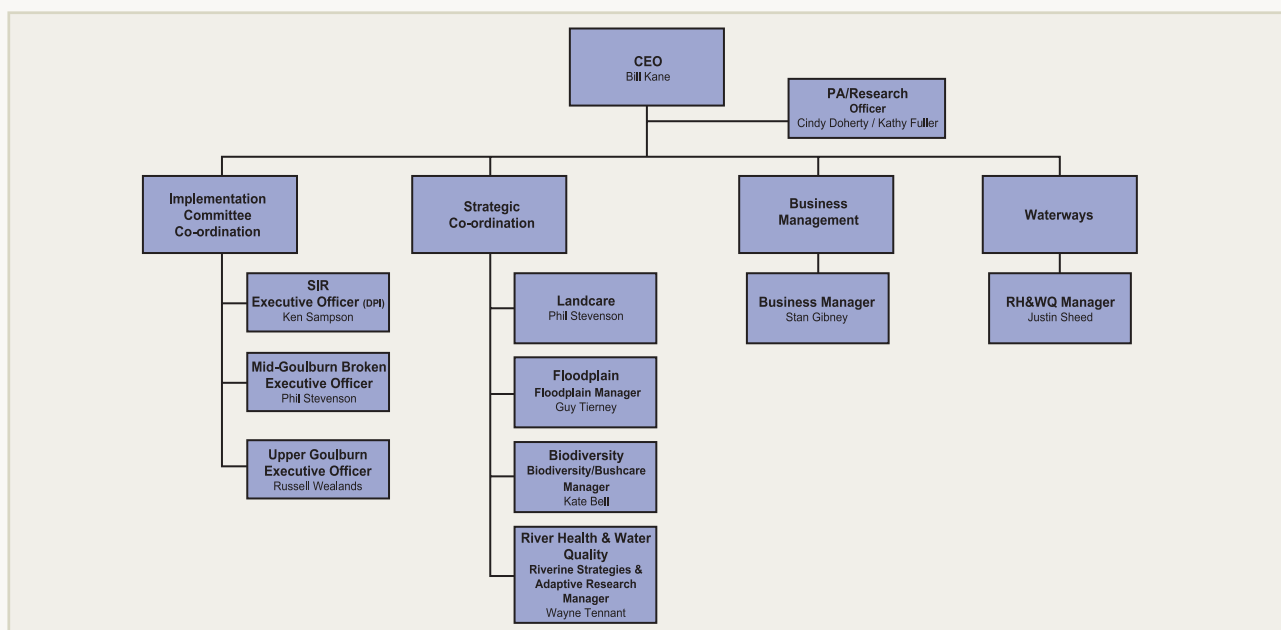 CEO
Bill Kane
PA/Research
Officer
Cindy Doherty / Kathy Fuller
Implementation
Committee
Co-ordination
Strategic
Co-ordination
Business
Management
Waterways
SIR
Executive Officer (DPI)
Ken Sampson
Mid-Goulburn Broken
Executive Officer
Phil Stevenson
Upper Goulburn
Executive Officer
Russell Wealands
Landcare
Phil Stevenson
Floodplain
Floodplain Manager
Guy Tierney
Biodiversity
Biodiversity/Bushcare
Manager
Kate Bell
River Health & Water
Quality
Riverine Strategies &
Adaptive Research
Manager
Wayne Tennant
Business Manager
Stan Gibney
RH&WQ Manager
Justin Sheed